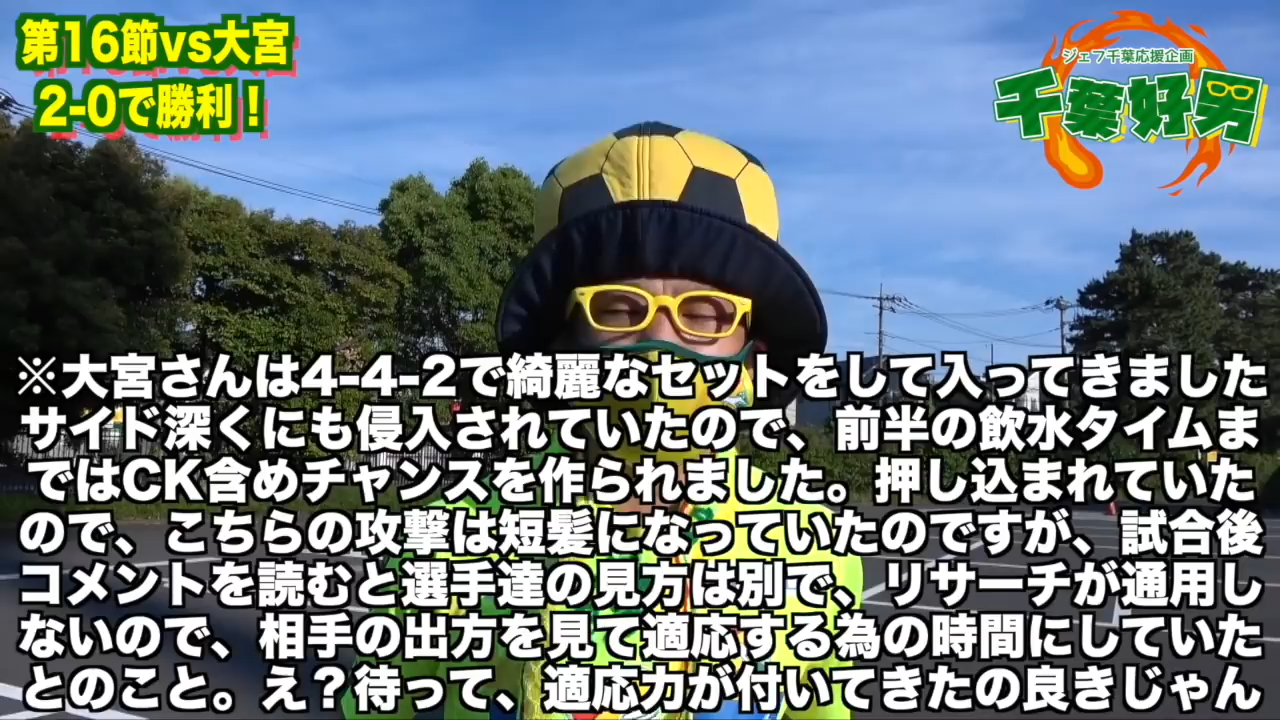 第16節vs大宮
2-0で勝利！
ジェフ千葉応援企画
千葉好男
※大宮さんは4-4-2で綺麗なセットをして入ってきました
サイド深くにも侵入されていたので、前半の飲水タイムま
ではCK含めチャンスを作られました。押し込まれていた
ので、こちらの攻撃は短髪になっていたのですが、試合後
コメントを読むと選手達の見方は別で、リサーチが通用し
ないので、相手の出方を見て適応する為の時間にしていた
とのこと。え？待って、適応力が付いてきたの良きじゃん